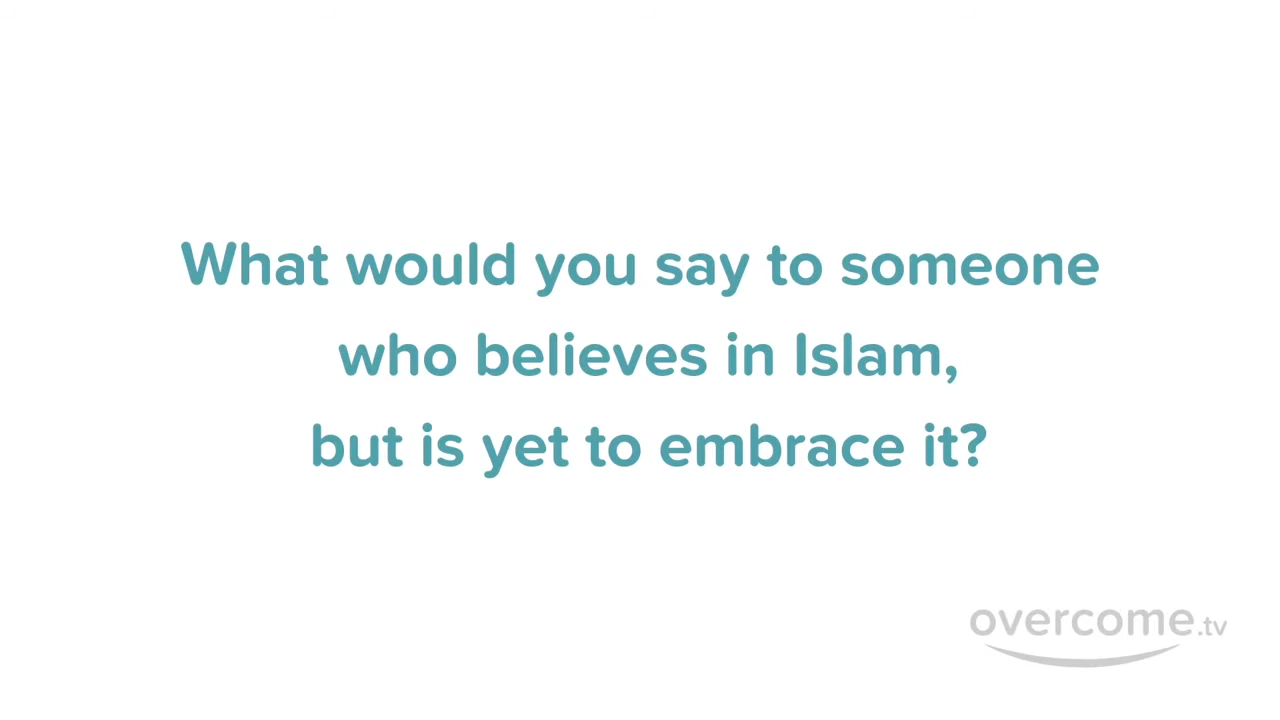 What would you say to someone
who believes in Islam,
but is yet to embrace it?
overcome.tv